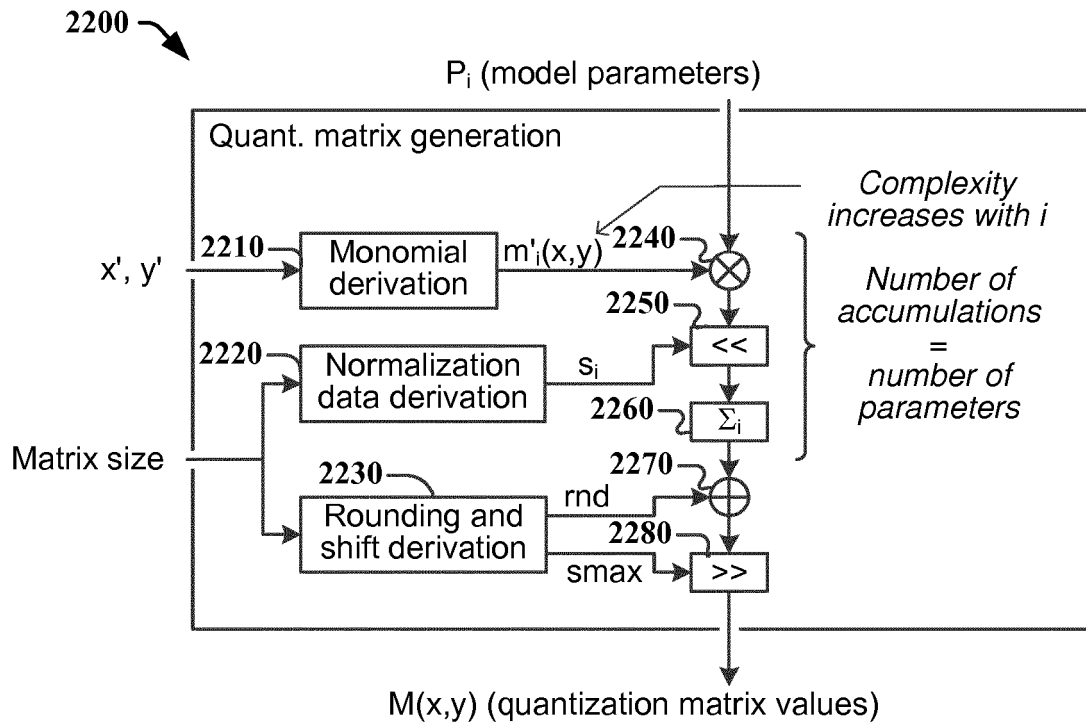 2200
Pi (model parameters)
Quant. matrix generation
Complexity
increases with i
2210
Monomial
derivation
m'i(x,y)
2240
x', y'
2250
<<
Number of
accumulations
=
number of
parameters
2220
Normalization
data derivation
si
2260
Σi
Matrix size
2230
Rounding and
shift derivation
rnd
2270
smax
2280
>>
M(x,y) (quantization matrix values)